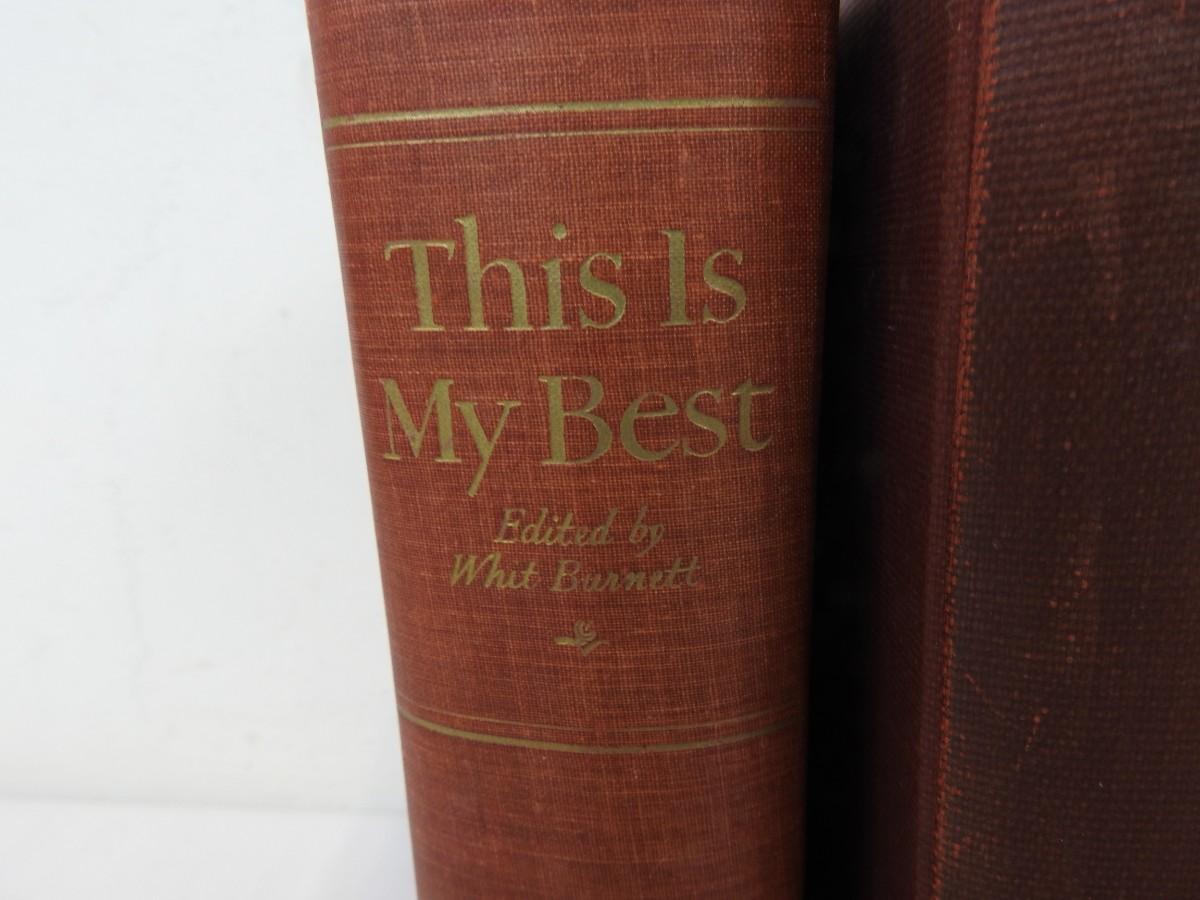 This Is
My Best
Edited by
Whit Burnett